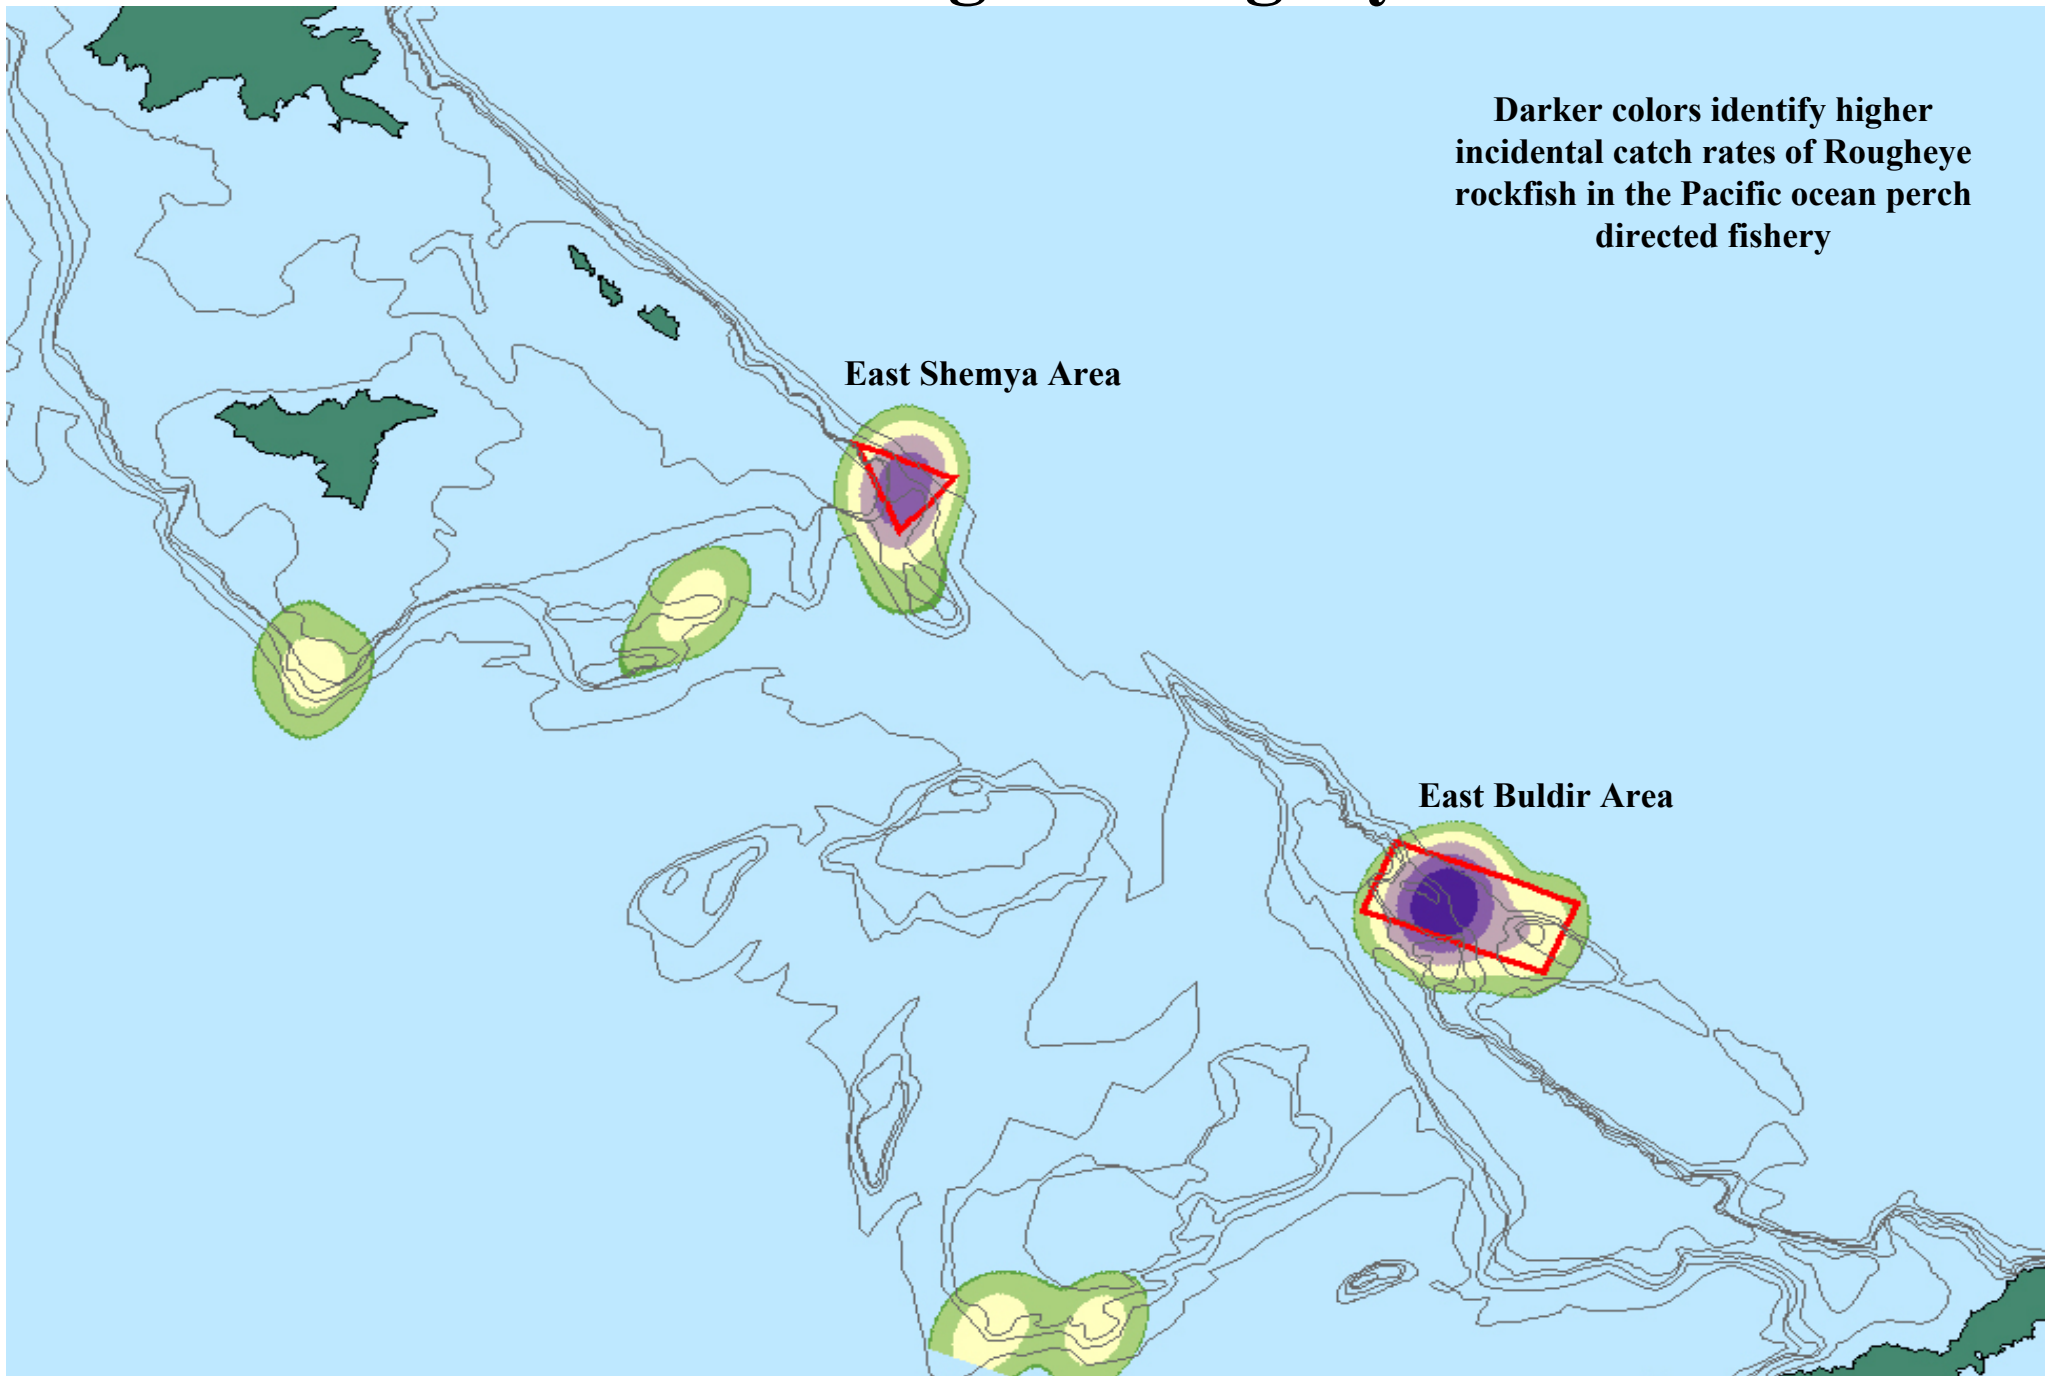 Darker colors identify higher
incidental catch rates of Rougheye
rockfish in the Pacific ocean perch
directed fishery
East Shemya Area
East Buldir Area